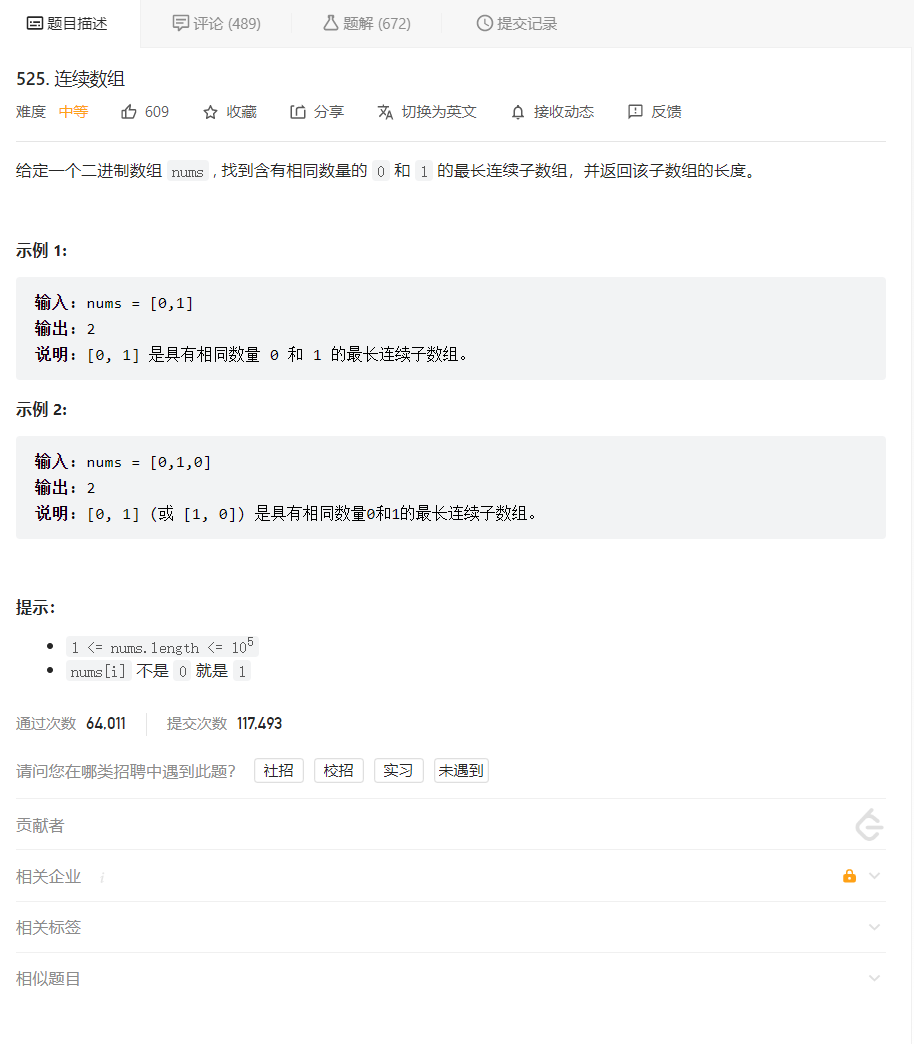 题目描述 评论 (489) 题解 (672) 提交记录
525. 连续数组
难度 中等 609 收藏 分享 切换为英文 接收动态 反馈
给定一个二进制数组 nums , 找到含有相同数量的 0 和 1 的最长连续子数组，并返回该子数组的长度。
示例 1:
输入: nums = [0,1]
输出: 2
说明: [0, 1] 是具有相同数量 0 和 1 的最长连续子数组。
示例 2:
输入: nums = [0,1,0]
输出: 2
说明: [0, 1] (或 [1, 0]) 是具有相同数量0和1的最长连续子数组。
提示：
1 <= nums.length <= 10⁵
nums[i] 不是 0 就是 1
通过次数 64,011 提交次数 117,493
请问您在哪类招聘中遇到此题？ 社招 校招 实习 未遇到
贡献者
相关企业 i
相关标签
相似题目